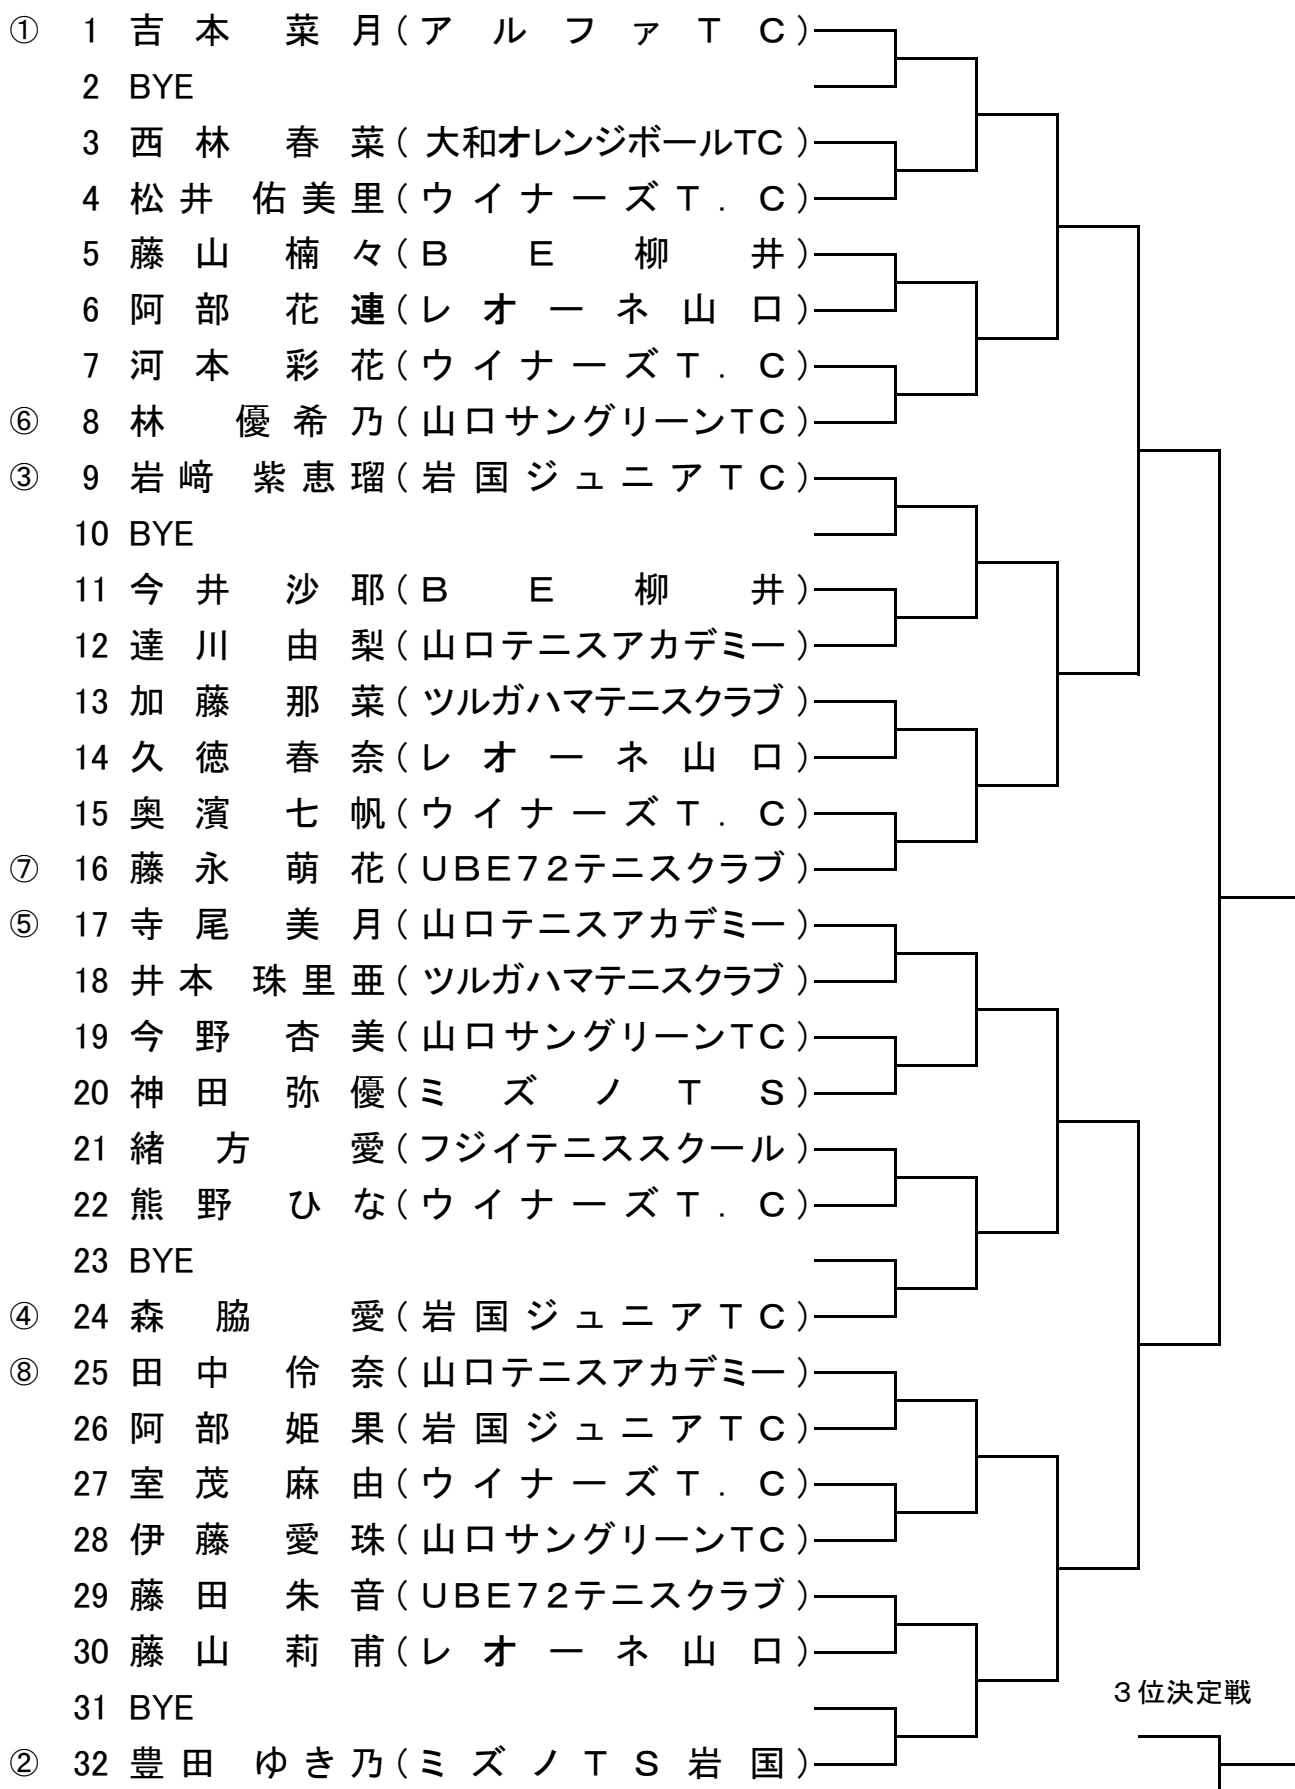 ① 1 吉本 菜月(アルファTC)
2 BYE
3 西林 春菜(大和オレンジボールTC)
4 松井 佑美里(ウイナーズT.C)
5 藤山 楠々(BE柳井)
6 阿部 花連(レオーネ山口)
7 河本 彩花(ウイナーズT.C)
⑥ 8 林 優希乃(山口サングリーンTC)
③ 9 岩﨑 紫恵瑠(岩国ジュニアTC)
10 BYE
11 今井 沙耶(BE柳井)
12 達川 由梨(山口テニスアカデミー)
13 加藤 那菜(ツルガハマテニスクラブ)
14 久徳 春奈(レオーネ山口)
15 奥濱 七帆(ウイナーズT.C)
⑦ 16 藤永 萌花(UBE72テニスクラブ)
⑤ 17 寺尾 美月(山口テニスアカデミー)
18 井本 珠里亜(ツルガハマテニスクラブ)
19 今野 杏美(山口サングリーンTC)
20 神田 弥優(ミズノTS)
21 緒方 愛(フジイテニススクール)
22 熊野 ひな(ウイナーズT.C)
23 BYE
④ 24 森脇 愛(岩国ジュニアTC)
⑧ 25 田中 伶奈(山口テニスアカデミー)
26 阿部 姫果(岩国ジュニアTC)
27 室茂 麻由(ウイナーズT.C)
28 伊藤 愛珠(山口サングリーンTC)
29 藤田 朱音(UBE72テニスクラブ)
30 藤山 莉甫(レオーネ山口)
31 BYE
3位決定戦
② 32 豊田 ゆき乃(ミズノTS岩国)